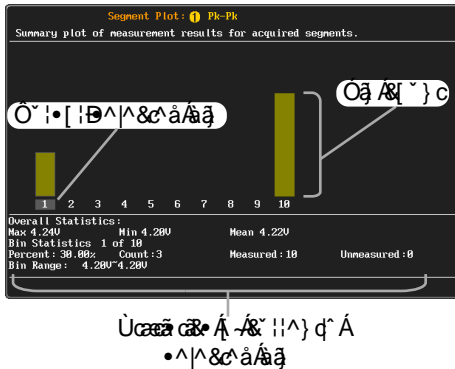 Segment Plot: 1 Pk-Pk
Summary plot of measurement results for acquired segments.
1 2 3 4 5 6 7 8 9 10
Overall Statistics:
Max 4.24V Min 4.20V Mean 4.22V
Bin Statistics 1 of 10
Percent: 30.00% Count:3 Measured:10 Unmeasured:0
Bin Range: 4.20V~4.20V